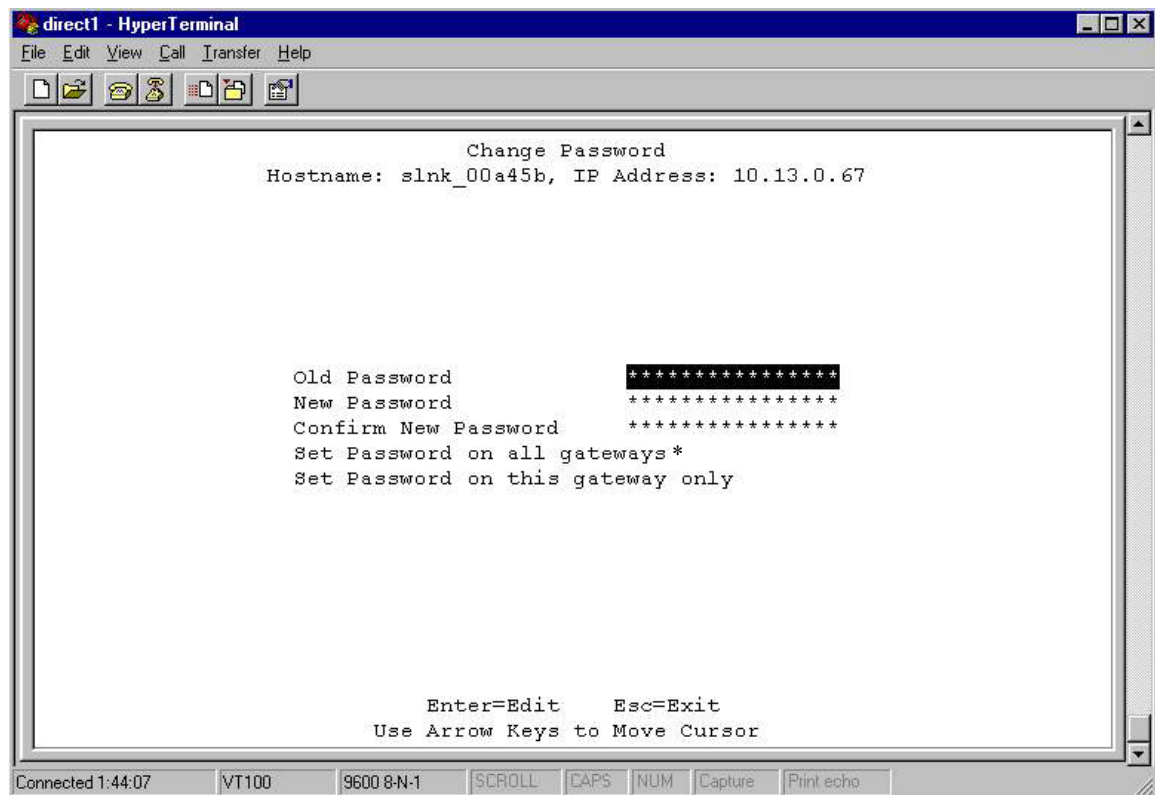 direct1 - HyperTerminal
File Edit View Call Transfer Help
Change Password
Hostname: slnk_00a45b, IP Address: 10.13.0.67
Old Password ****************
New Password ****************
Confirm New Password ****************
Set Password on all gateways*
Set Password on this gateway only
Enter=Edit Esc=Exit
Use Arrow Keys to Move Cursor
Connected 1:44:07 VT100 9600 8-N-1 SCROLL CAPS NUM Capture Print echo